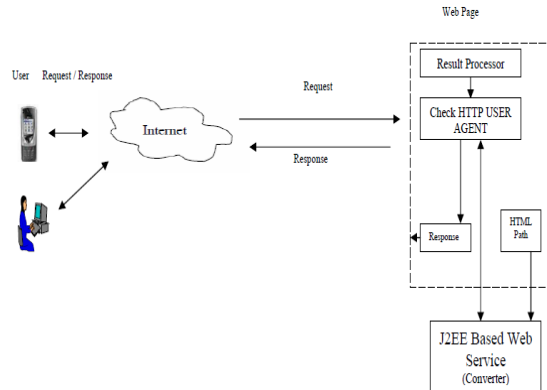 Web Page
Result Processor
User Request / Response
Request
Check HTTP USER
AGENT
Internet
Response
Response
HTML
Path
J2EE Based Web
Service
(Converter)